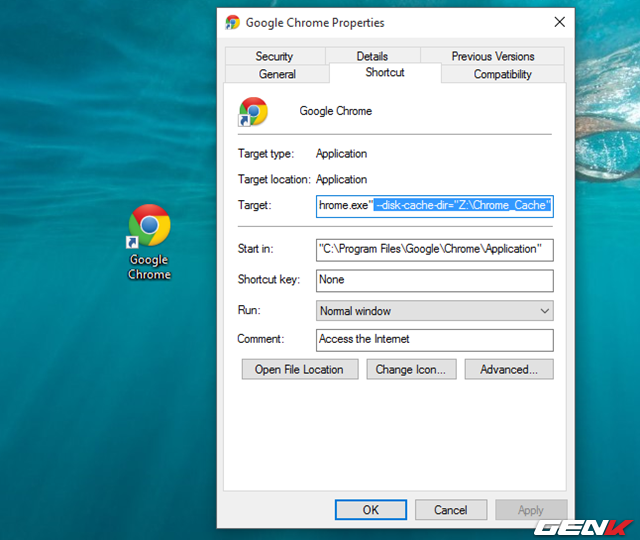 Google Chrome Properties
Security Details Previous Versions
General Shortcut Compatibility
Google Chrome
Target type: Application
Target location: Application
Target: hrome.exe" --disk-cache-dir="Z:\Chrome_Cache"
Start in: "C:\Program Files\Google\Chrome\Application"
Shortcut key: None
Run: Normal window
Comment: Access the Internet
Open File Location Change Icon... Advanced...
OK Cancel Apply
Google
Chrome
GENK